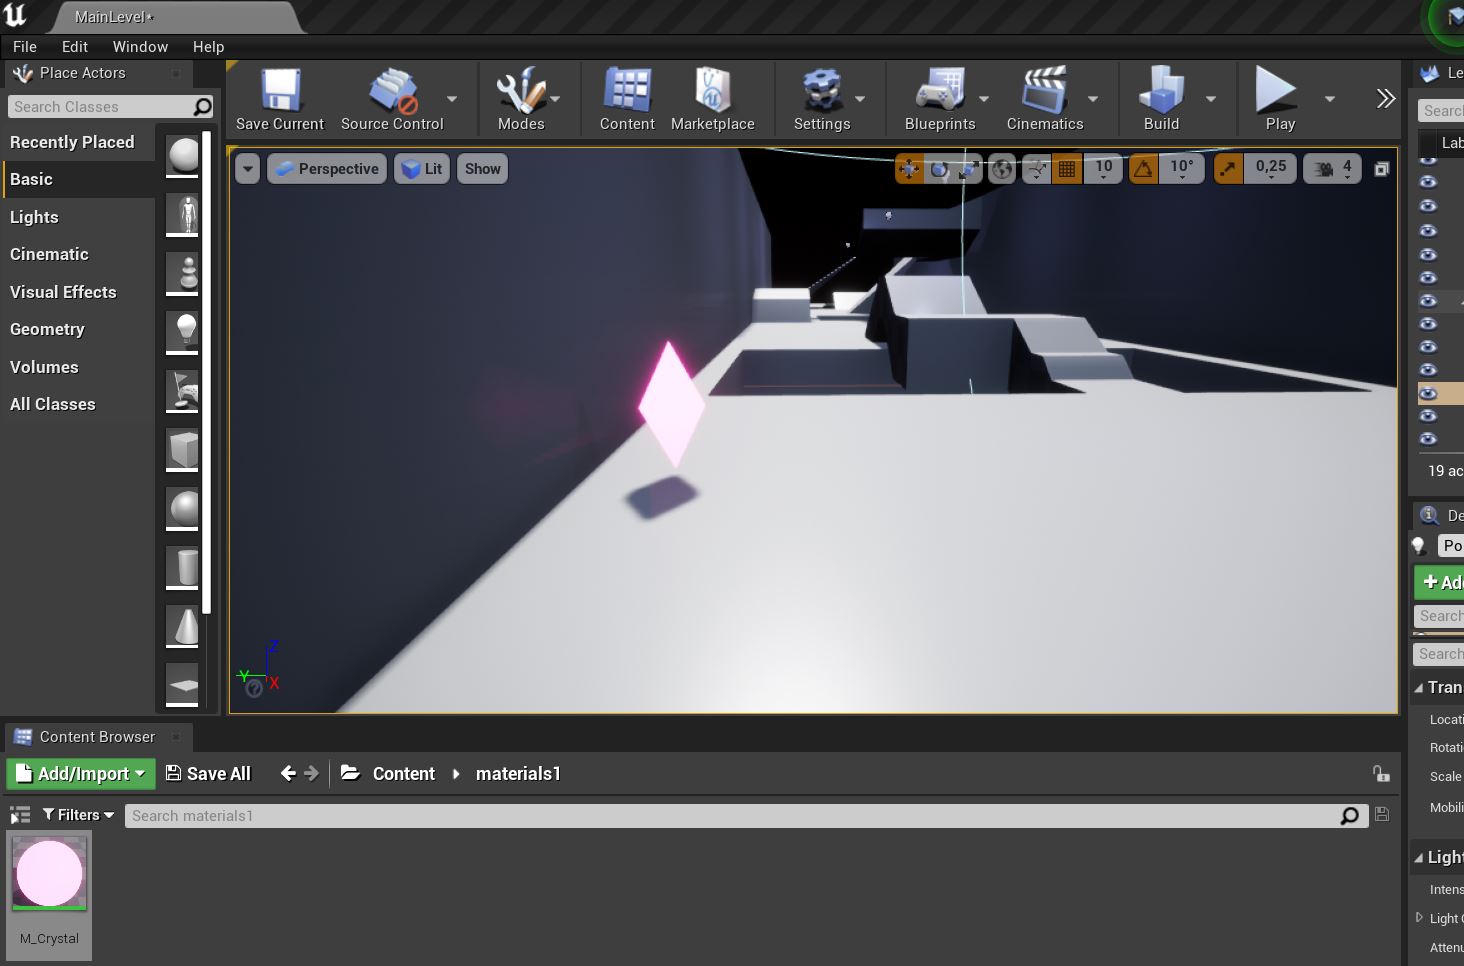 MainLevel*
File Edit Window Help
Place Actors
Search Classes
Recently Placed
Basic
Lights
Cinematic
Visual Effects
Geometry
Volumes
All Classes
Save Current
Source Control
Modes
Content
Marketplace
Settings
Blueprints
Cinematics
Build
Play
Perspective
Lit
Show
10
10°
0,25
4
Z
Y
X
Le
Search
Lab
19 ac
De
Po
Add
Search
Search
Tran
Locati
Rotati
Scale
Mobili
Light
Intens
Light C
Attenu
Content Browser
Add/Import
Save All
Content
materials1
Filters
Search materials1
M_Crystal